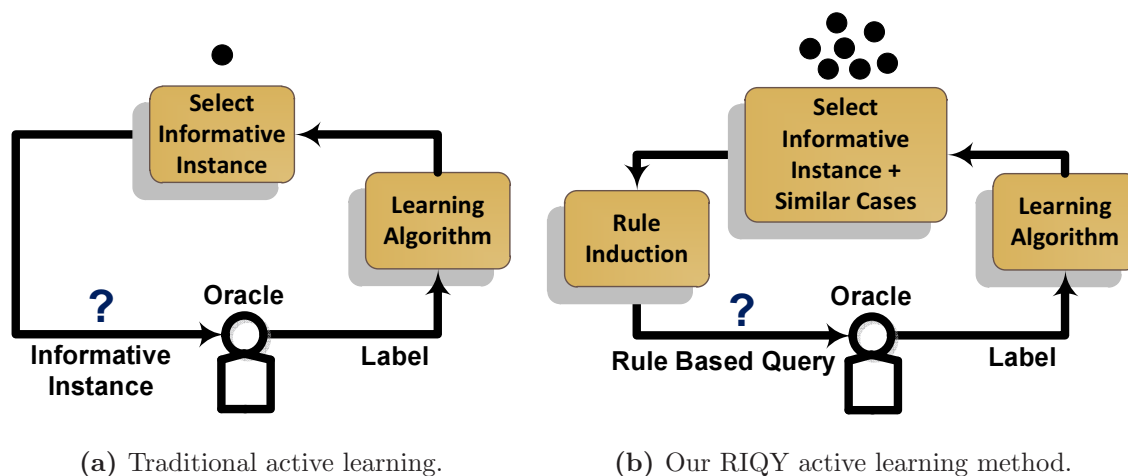 Select
Informative
Instance
Learning
Algorithm
?
Oracle
Informative
Instance
Label
(a) Traditional active learning.
Select
Informative
Instance +
Similar Cases
Rule
Induction
Learning
Algorithm
?
Oracle
Rule Based Query
Label
(b) Our RIQY active learning method.